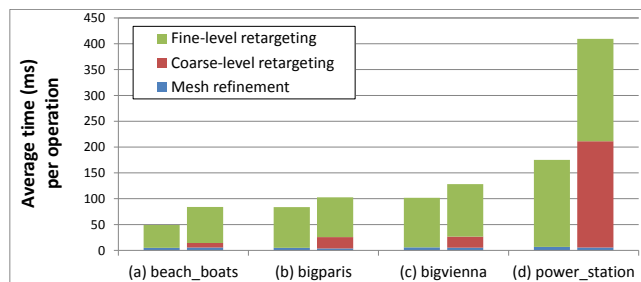 Average time (ms)
per operation
450
400
350
300
250
200
150
100
50
0
Fine-level retargeting
Coarse-level retargeting
Mesh refinement
(a) beach_boats
(b) bigparis
(c) bigvienna
(d) power_station